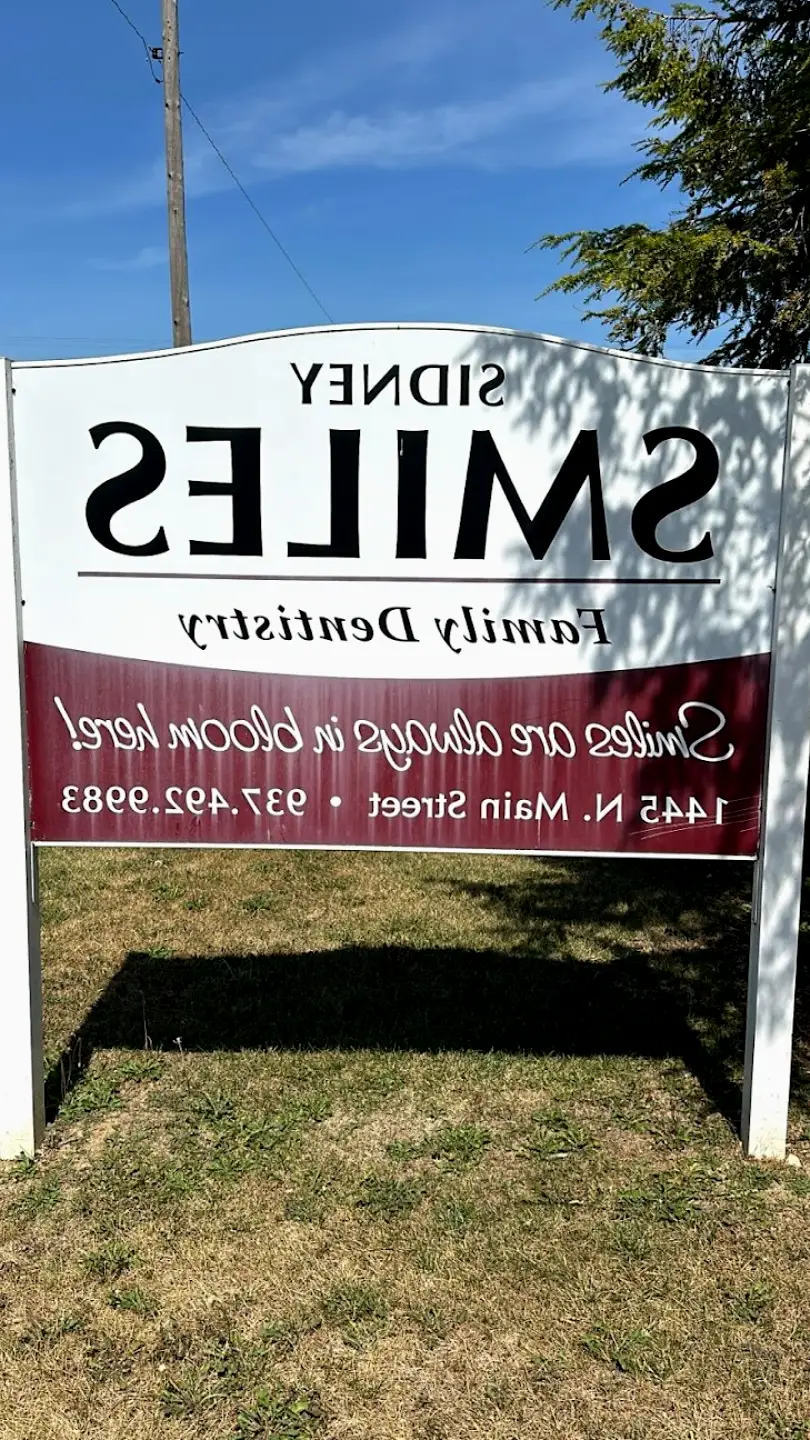 SIDNEY
SMILES
Family Dentistry
Smiles are always in bloom here!
1445 N. Main Street • 937.492.9983